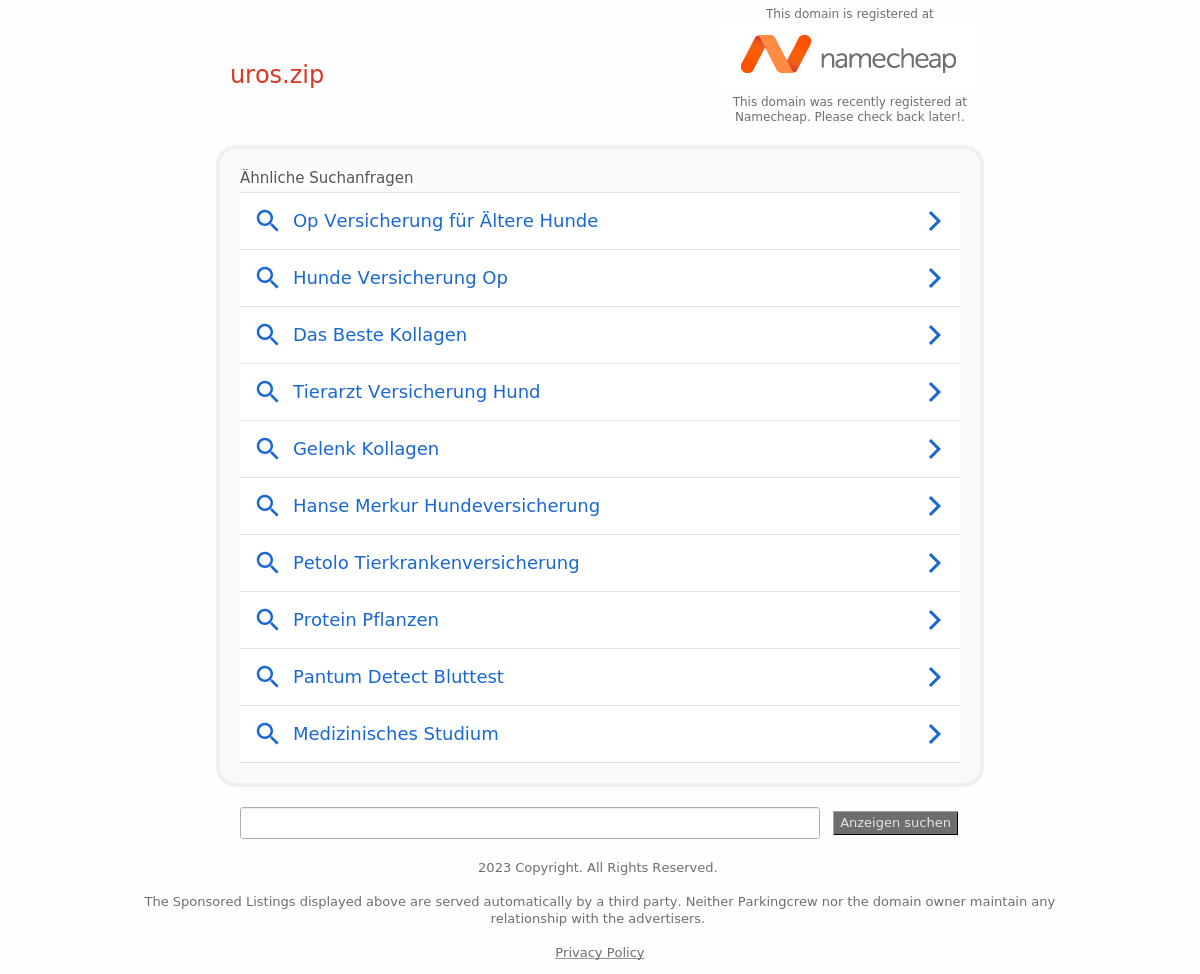 This domain is registered at
namecheap
uros.zip
This domain was recently registered at
Namecheap. Please check back later!.
Ähnliche Suchanfragen
Op Versicherung für Ältere Hunde
Hunde Versicherung Op
Das Beste Kollagen
Tierarzt Versicherung Hund
Gelenk Kollagen
Hanse Merkur Hundeversicherung
Petolo Tierkrankenversicherung
Protein Pflanzen
Pantum Detect Bluttest
Medizinisches Studium
Anzeigen suchen
2023 Copyright. All Rights Reserved.
The Sponsored Listings displayed above are served automatically by a third party. Neither Parkingcrew nor the domain owner maintain any
relationship with the advertisers.
Privacy Policy